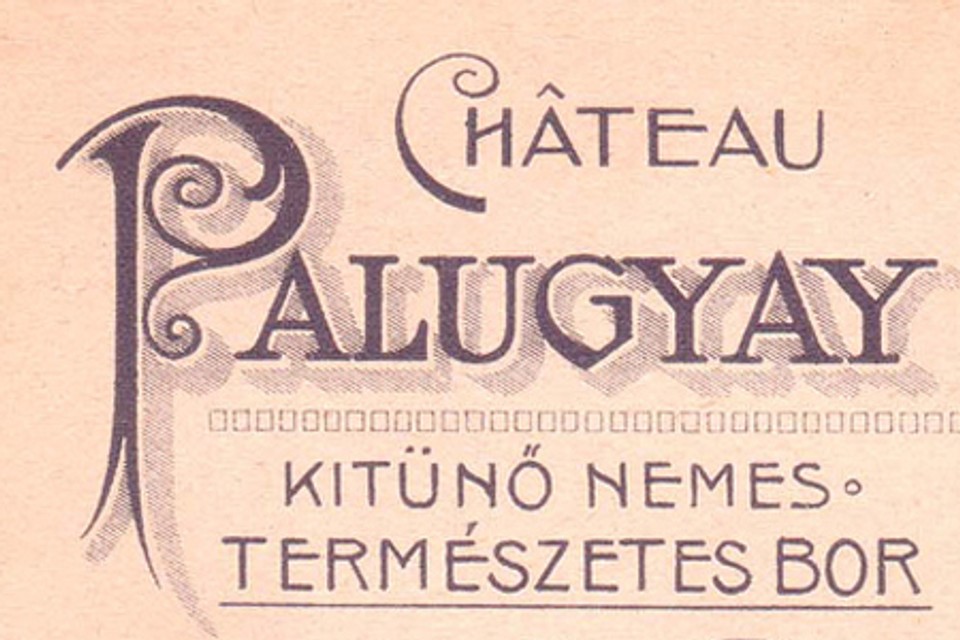 CHÂTEAU
PALUGYAY
KITÜNŐ NEMES
TERMÉSZETES BOR